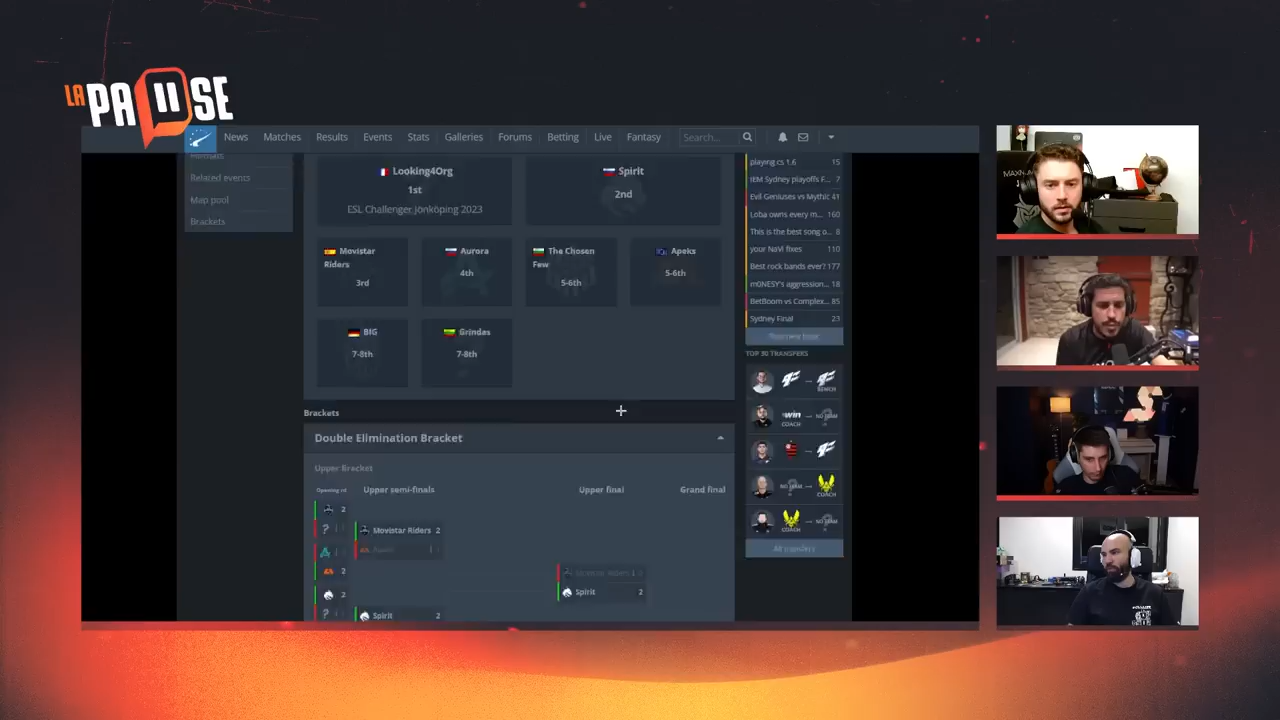 LA PAUSE
News Matches Results Events Stats Galleries Forums Betting Live Fantasy Search...
Related events
Map pool
Brackets
Looking4Org
1st
ESL Challenger Jönköping 2023
Spirit
2nd
Movistar
Riders
3rd
Aurora
4th
The Chosen
Few
5-6th
Apeks
5-6th
BIG
7-8th
Grindas
7-8th
Brackets
Double Elimination Bracket
Upper Bracket
Upper semi-finals Upper final Grand final
2
Movistar Riders 2
2
Spirit 2
2
Spirit 2
playing cs 1.6 15
IEM Sydney playoffs F... 7
Evil Geniuses vs Mythic 41
Loba owns every m... 160
This is the best song o... 8
your NaVi fixes 110
Best rock bands ever? 177
m0NESY's aggression... 18
BetBoom vs Complex... 85
Sydney Final 23
TOP 30 TRANSFERS
BENCH
COACH NO TEAM
NO TEAM COACH
COACH NO TEAM
All transfers